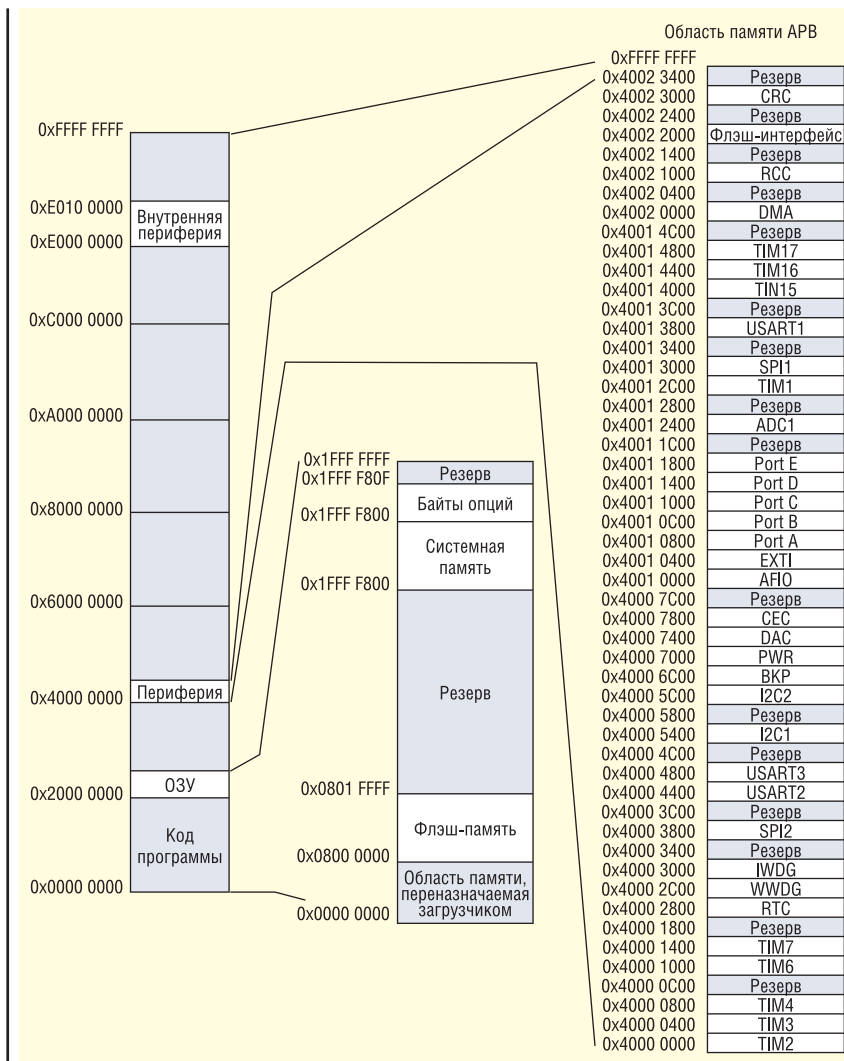 Область памяти APB
0xFFFF FFFF
0x4002 3400 Резерв
0x4002 3000 CRC
0x4002 2400 Резерв
0x4002 2000 Флэш-интерфейс
0x4002 1400 Резерв
0x4002 1000 RCC
0x4002 0400 Резерв
0x4002 0000 DMA
0x4001 4C00 Резерв
0x4001 4800 TIM17
0x4001 4400 TIM16
0x4001 4000 TIN15
0x4001 3C00 Резерв
0x4001 3800 USART1
0x4001 3400 Резерв
0x4001 3000 SPI1
0x4001 2C00 TIM1
0x4001 2800 Резерв
0x4001 2400 ADC1
0x4001 1C00 Резерв
0x4001 1800 Port E
0x4001 1400 Port D
0x4001 1000 Port C
0x4001 0C00 Port B
0x4001 0800 Port A
0x4001 0400 EXTI
0x4001 0000 AFIO
0x4000 7C00 Резерв
0x4000 7800 CEC
0x4000 7400 DAC
0x4000 7000 PWR
0x4000 6C00 BKP
0x4000 5C00 I2C2
0x4000 5800 Резерв
0x4000 5400 I2C1
0x4000 4C00 Резерв
0x4000 4800 USART3
0x4000 4400 USART2
0x4000 3C00 Резерв
0x4000 3800 SPI2
0x4000 3400 Резерв
0x4000 3000 IWDG
0x4000 2C00 WWDG
0x4000 2800 RTC
0x4000 1800 Резерв
0x4000 1400 TIM7
0x4000 1000 TIM6
0x4000 0C00 Резерв
0x4000 0800 TIM4
0x4000 0400 TIM3
0x4000 0000 TIM2
0xFFFF FFFF
0xE010 0000
Внутренняя
периферия
0xE000 0000
0xC000 0000
0xA000 0000
0x8000 0000
0x6000 0000
Периферия
0x4000 0000
ОЗУ
0x2000 0000
Код
программы
0x0000 0000
0x1FFF FFFF
Резерв
0x1FFF F80F
Байты опций
0x1FFF F800
Системная
память
0x1FFF F800
Резерв
0x0801 FFFF
Флэш-память
0x0800 0000
Область памяти,
переназначаемая
загрузчиком
0x0000 0000